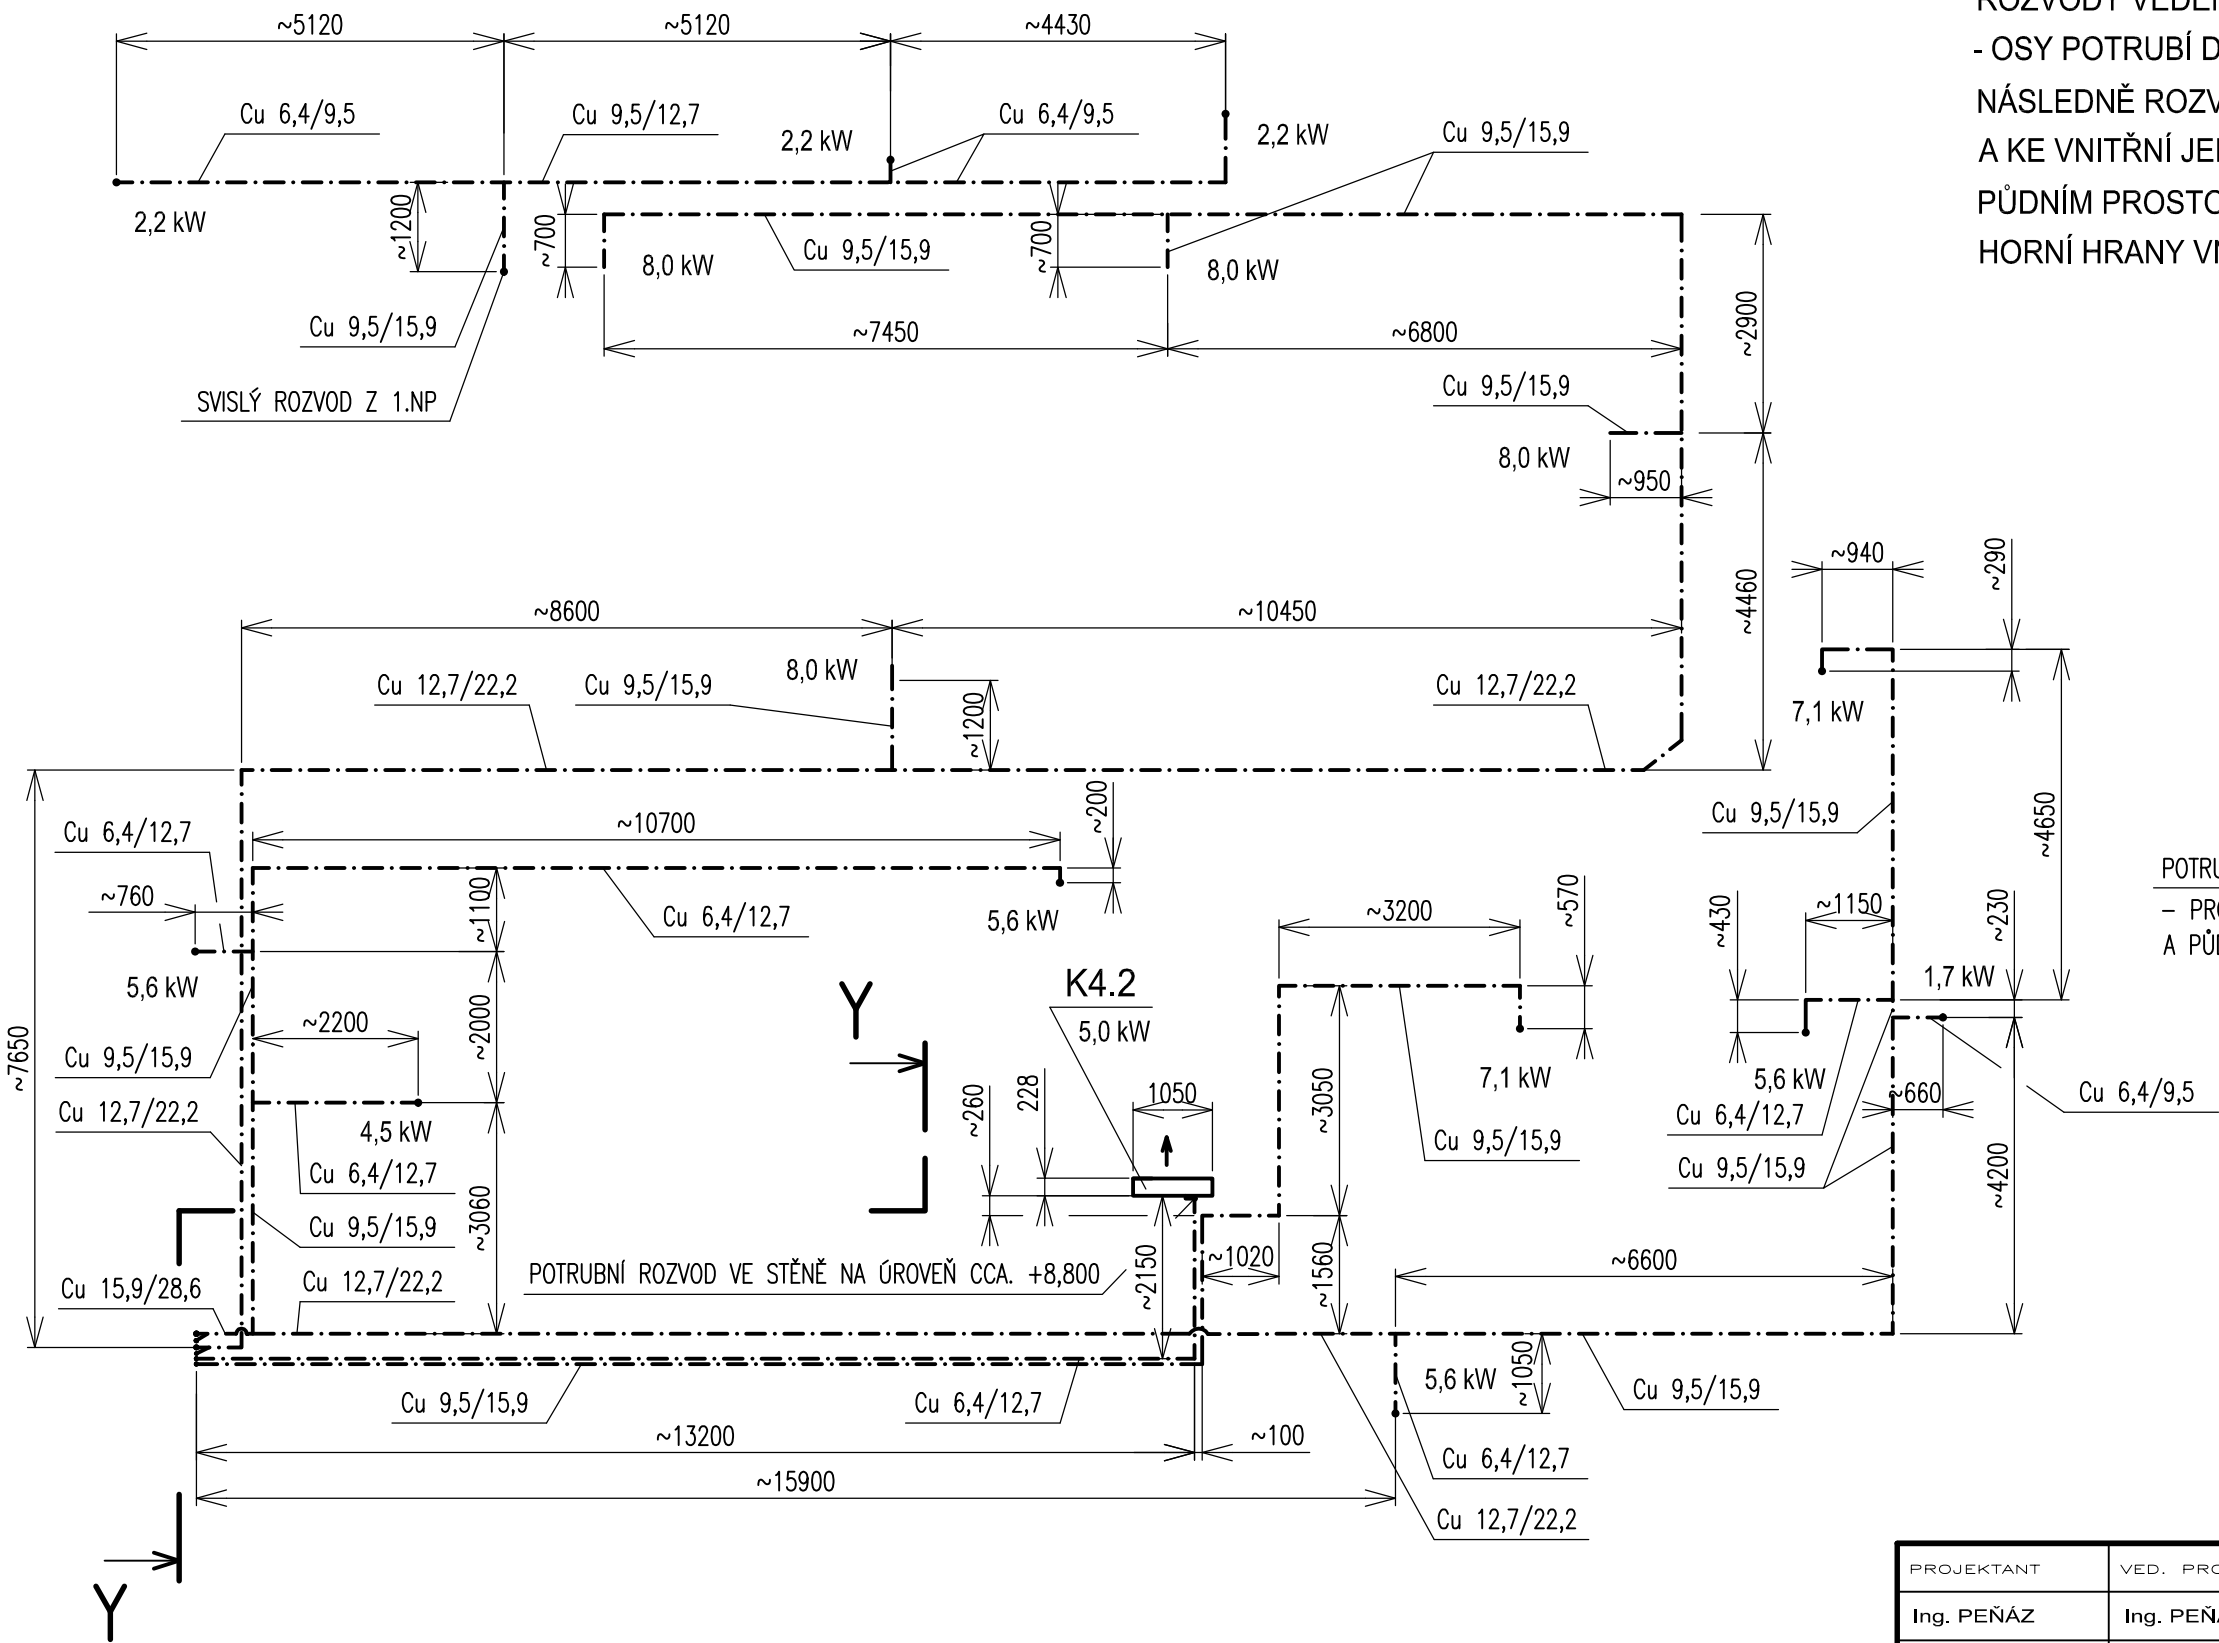 ~5120
~5120
~4430
ROZVODY
- OSY POTRUBÍ
NÁSLEDNĚ
A KE VNITŘNÍ
PŮDNÍM
HORNÍ HRANY
Cu 6,4/9,5
Cu 9,5/12,7
2,2 kW
Cu 6,4/9,5
2,2 kW
Cu 9,5/15,9
2,2 kW
~1200
~700
8,0 kW
Cu 9,5/15,9
~700
8,0 kW
Cu 9,5/15,9
~7450
~6800
~2900
SVISLÝ ROZVOD Z 1.NP
Cu 9,5/15,9
8,0 kW
~950
~4460
~940
~290
~8600
~10450
8,0 kW
Cu 12,7/22,2
Cu 9,5/15,9
~1200
Cu 12,7/22,2
7,1 kW
Cu 6,4/12,7
~10700
~200
Cu 9,5/15,9
~4650
~760
~1100
Cu 6,4/12,7
5,6 kW
~3200
~570
~430
~1150
~230
A
5,6 kW
K4.2
5,0 kW
Y
1,7 kW
~2200
~2000
~7650
Cu 9,5/15,9
Cu 12,7/22,2
4,5 kW
Cu 6,4/12,7
~260
228
1050
~3050
7,1 kW
Cu 9,5/15,9
5,6 kW
~660
Cu 6,4/9,5
Cu 6,4/12,7
Cu 9,5/15,9
~4200
~3060
Cu 9,5/15,9
Cu 15,9/28,6
Cu 12,7/22,2
POTRUBNÍ ROZVOD VE STĚNĚ NA ÚROVEŇ CCA. +8,800
~2150
~1020
~1560
~6600
Cu 9,5/15,9
Cu 6,4/12,7
5,6 kW
~1050
Cu 9,5/15,9
~13200
~100
Cu 6,4/12,7
~15900
Cu 12,7/22,2
Y
PROJEKTANT
VED.
Ing. PEŇÁZ
Ing.